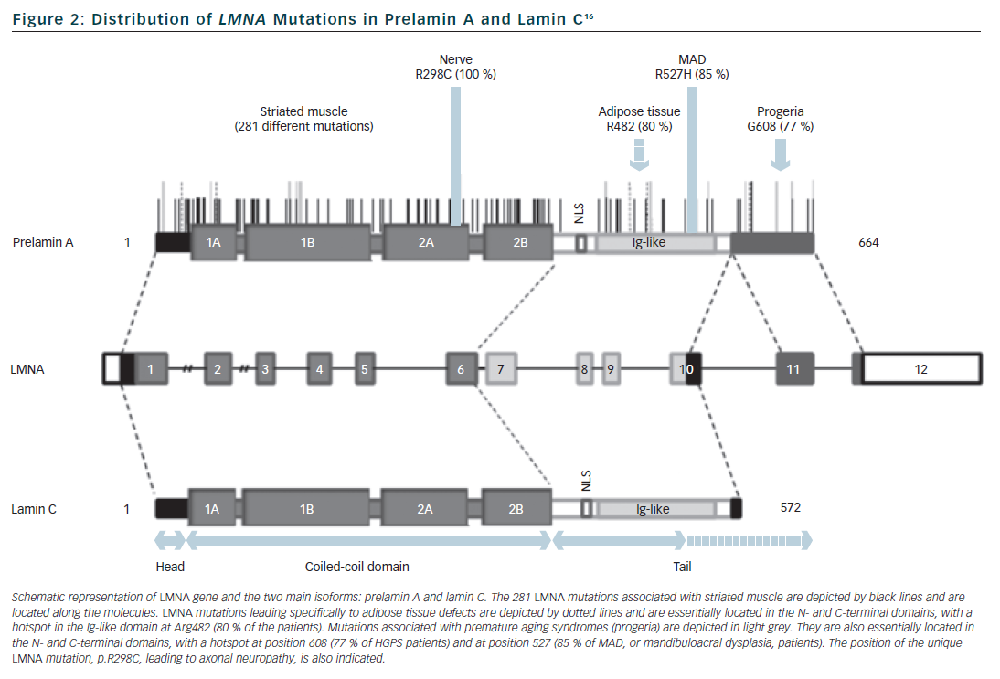 Figure 2: Distribution of LMNA Mutations in Prelamin A and Lamin C¹⁶
Nerve
R298C (100 %)
MAD
R527H (85 %)
Striated muscle
(281 different mutations)
Adipose tissue
R482 (80 %)
Progeria
G608 (77 %)
NLS
Prelamin A 1 1A 1B 2A 2B Ig-like 664
LMNA 1 2 3 4 5 6 7 8 9 10 11 12
NLS
Lamin C 1 1A 1B 2A 2B Ig-like 572
Head Coiled-coil domain Tail
Schematic representation of LMNA gene and the two main isoforms: prelamin A and lamin C. The 281 LMNA mutations associated with striated muscle are depicted by black lines and are
located along the molecules. LMNA mutations leading specifically to adipose tissue defects are depicted by dotted lines and are essentially located in the N- and C-terminal domains, with a
hotspot in the Ig-like domain at Arg482 (80 % of the patients). Mutations associated with premature aging syndromes (progeria) are depicted in light grey. They are also essentially located in
the N- and C-terminal domains, with a hotspot at position 608 (77 % of HGPS patients) and at position 527 (85 % of MAD, or mandibuloacral dysplasia, patients). The position of the unique
LMNA mutation, p.R298C, leading to axonal neuropathy, is also indicated.